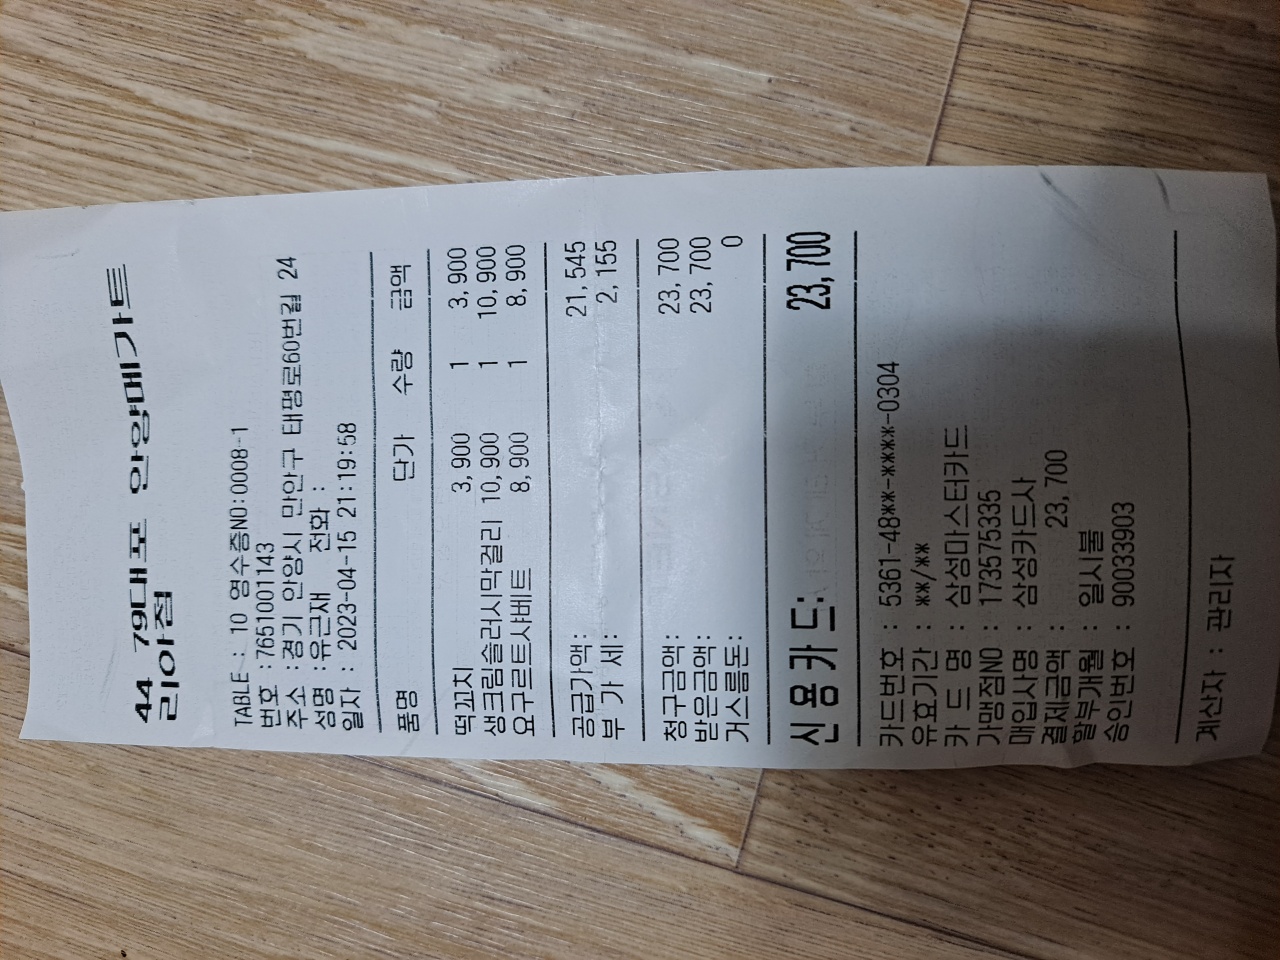 44 79대포 안양메가트
리아점
TABLE : 10 영수증NO:0008-1
번호 :7651001143
주소 :경기 안양시 만안구 태평로60번길 24
성명 :유근재 전화 :
일자 : 2023-04-15 21:19:58
품명 단가 수량 금액
떡꼬치 3,900 1 3,900
생크림슬러시막걸리 10,900 1 10,900
요구르트샤베트 8,900 1 8,900
공급가액: 21,545
부 가 세: 2,155
청구금액: 23,700
받은금액: 23,700
거스름돈: 0
신용카드: 23,700
카드번호 : 5361-48**-****-0304
유효기간 : **/**
카 드 명 : 삼성마스터카드
가맹점NO : 173575335
매입사명 : 삼성카드사
결제금액 : 23,700
할부개월 : 일시불
승인번호 : 90033903
계산자 : 관리자